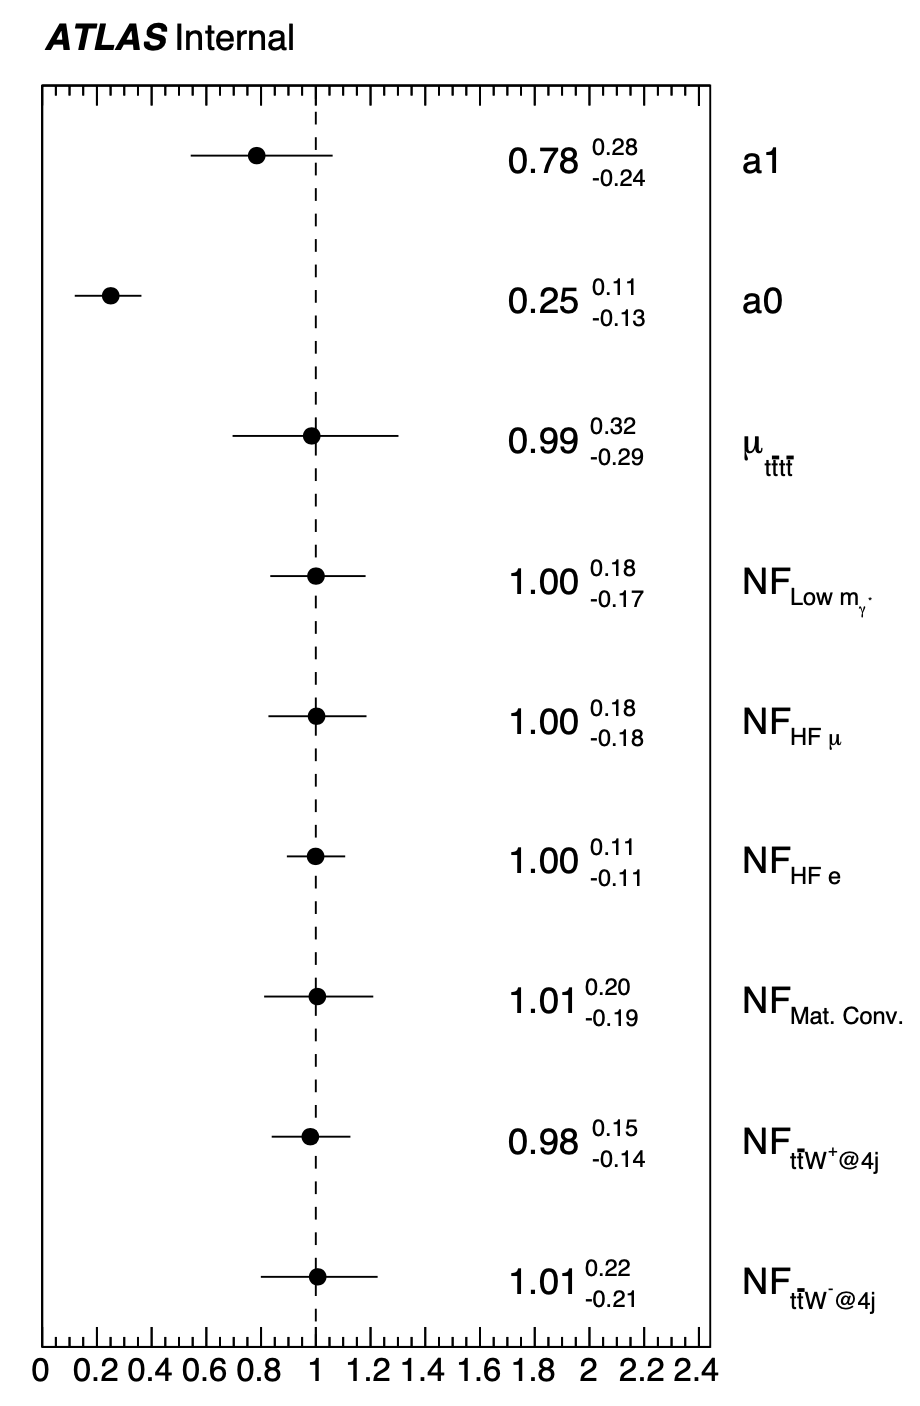 ATLAS Internal
0.78 0.28 -0.24 a1
0.25 0.11 -0.13 a0
0.99 0.32 -0.29 μ tt̄tt̄
1.00 0.18 -0.17 NF Low m γ*
1.00 0.18 -0.18 NF HF μ
1.00 0.11 -0.11 NF HF e
1.01 0.20 -0.19 NF Mat. Conv.
0.98 0.15 -0.14 NF tt̄W+@4j
1.01 0.22 -0.21 NF tt̄W-@4j
0 0.2 0.4 0.6 0.8 1 1.2 1.4 1.6 1.8 2 2.2 2.4